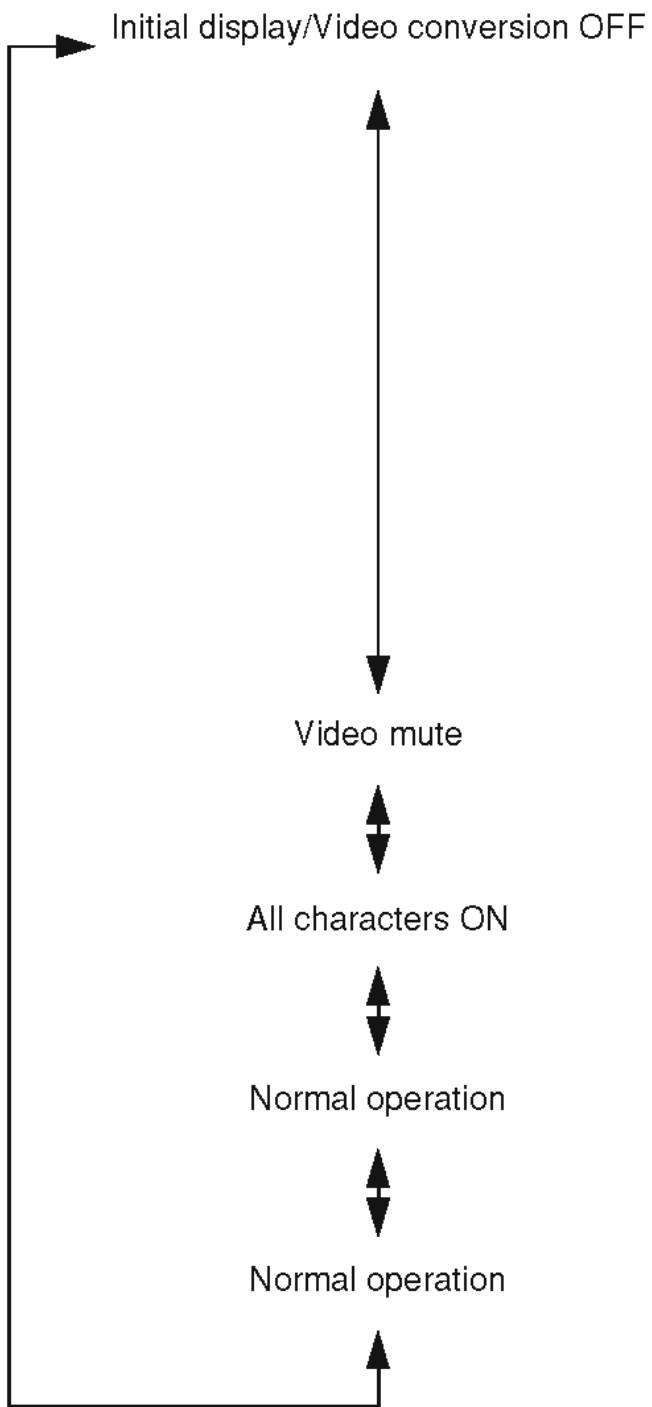 Initial display/Video conversion OFF
Video mute
All characters ON
Normal operation
Normal operation